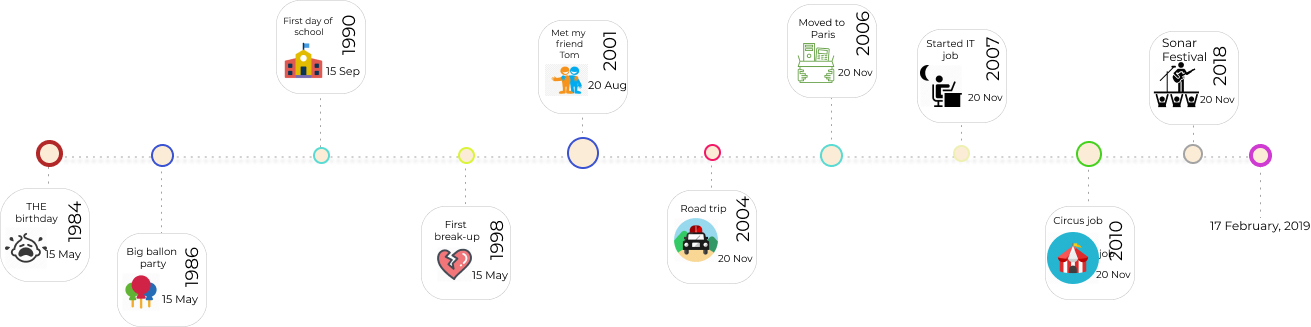 THE
birthday
1984
15 May
Big ballon
party
1986
15 May
First day of
school
1990
15 Sep
First
break-up
1998
15 May
Met my
friend
Tom
2001
20 Aug
Road trip
2004
20 Nov
Moved to
Paris
2006
20 Nov
Started IT
job
2007
20 Nov
Circus job
job
2010
20 Nov
Sonar
Festival
2018
20 Nov
17 February, 2019